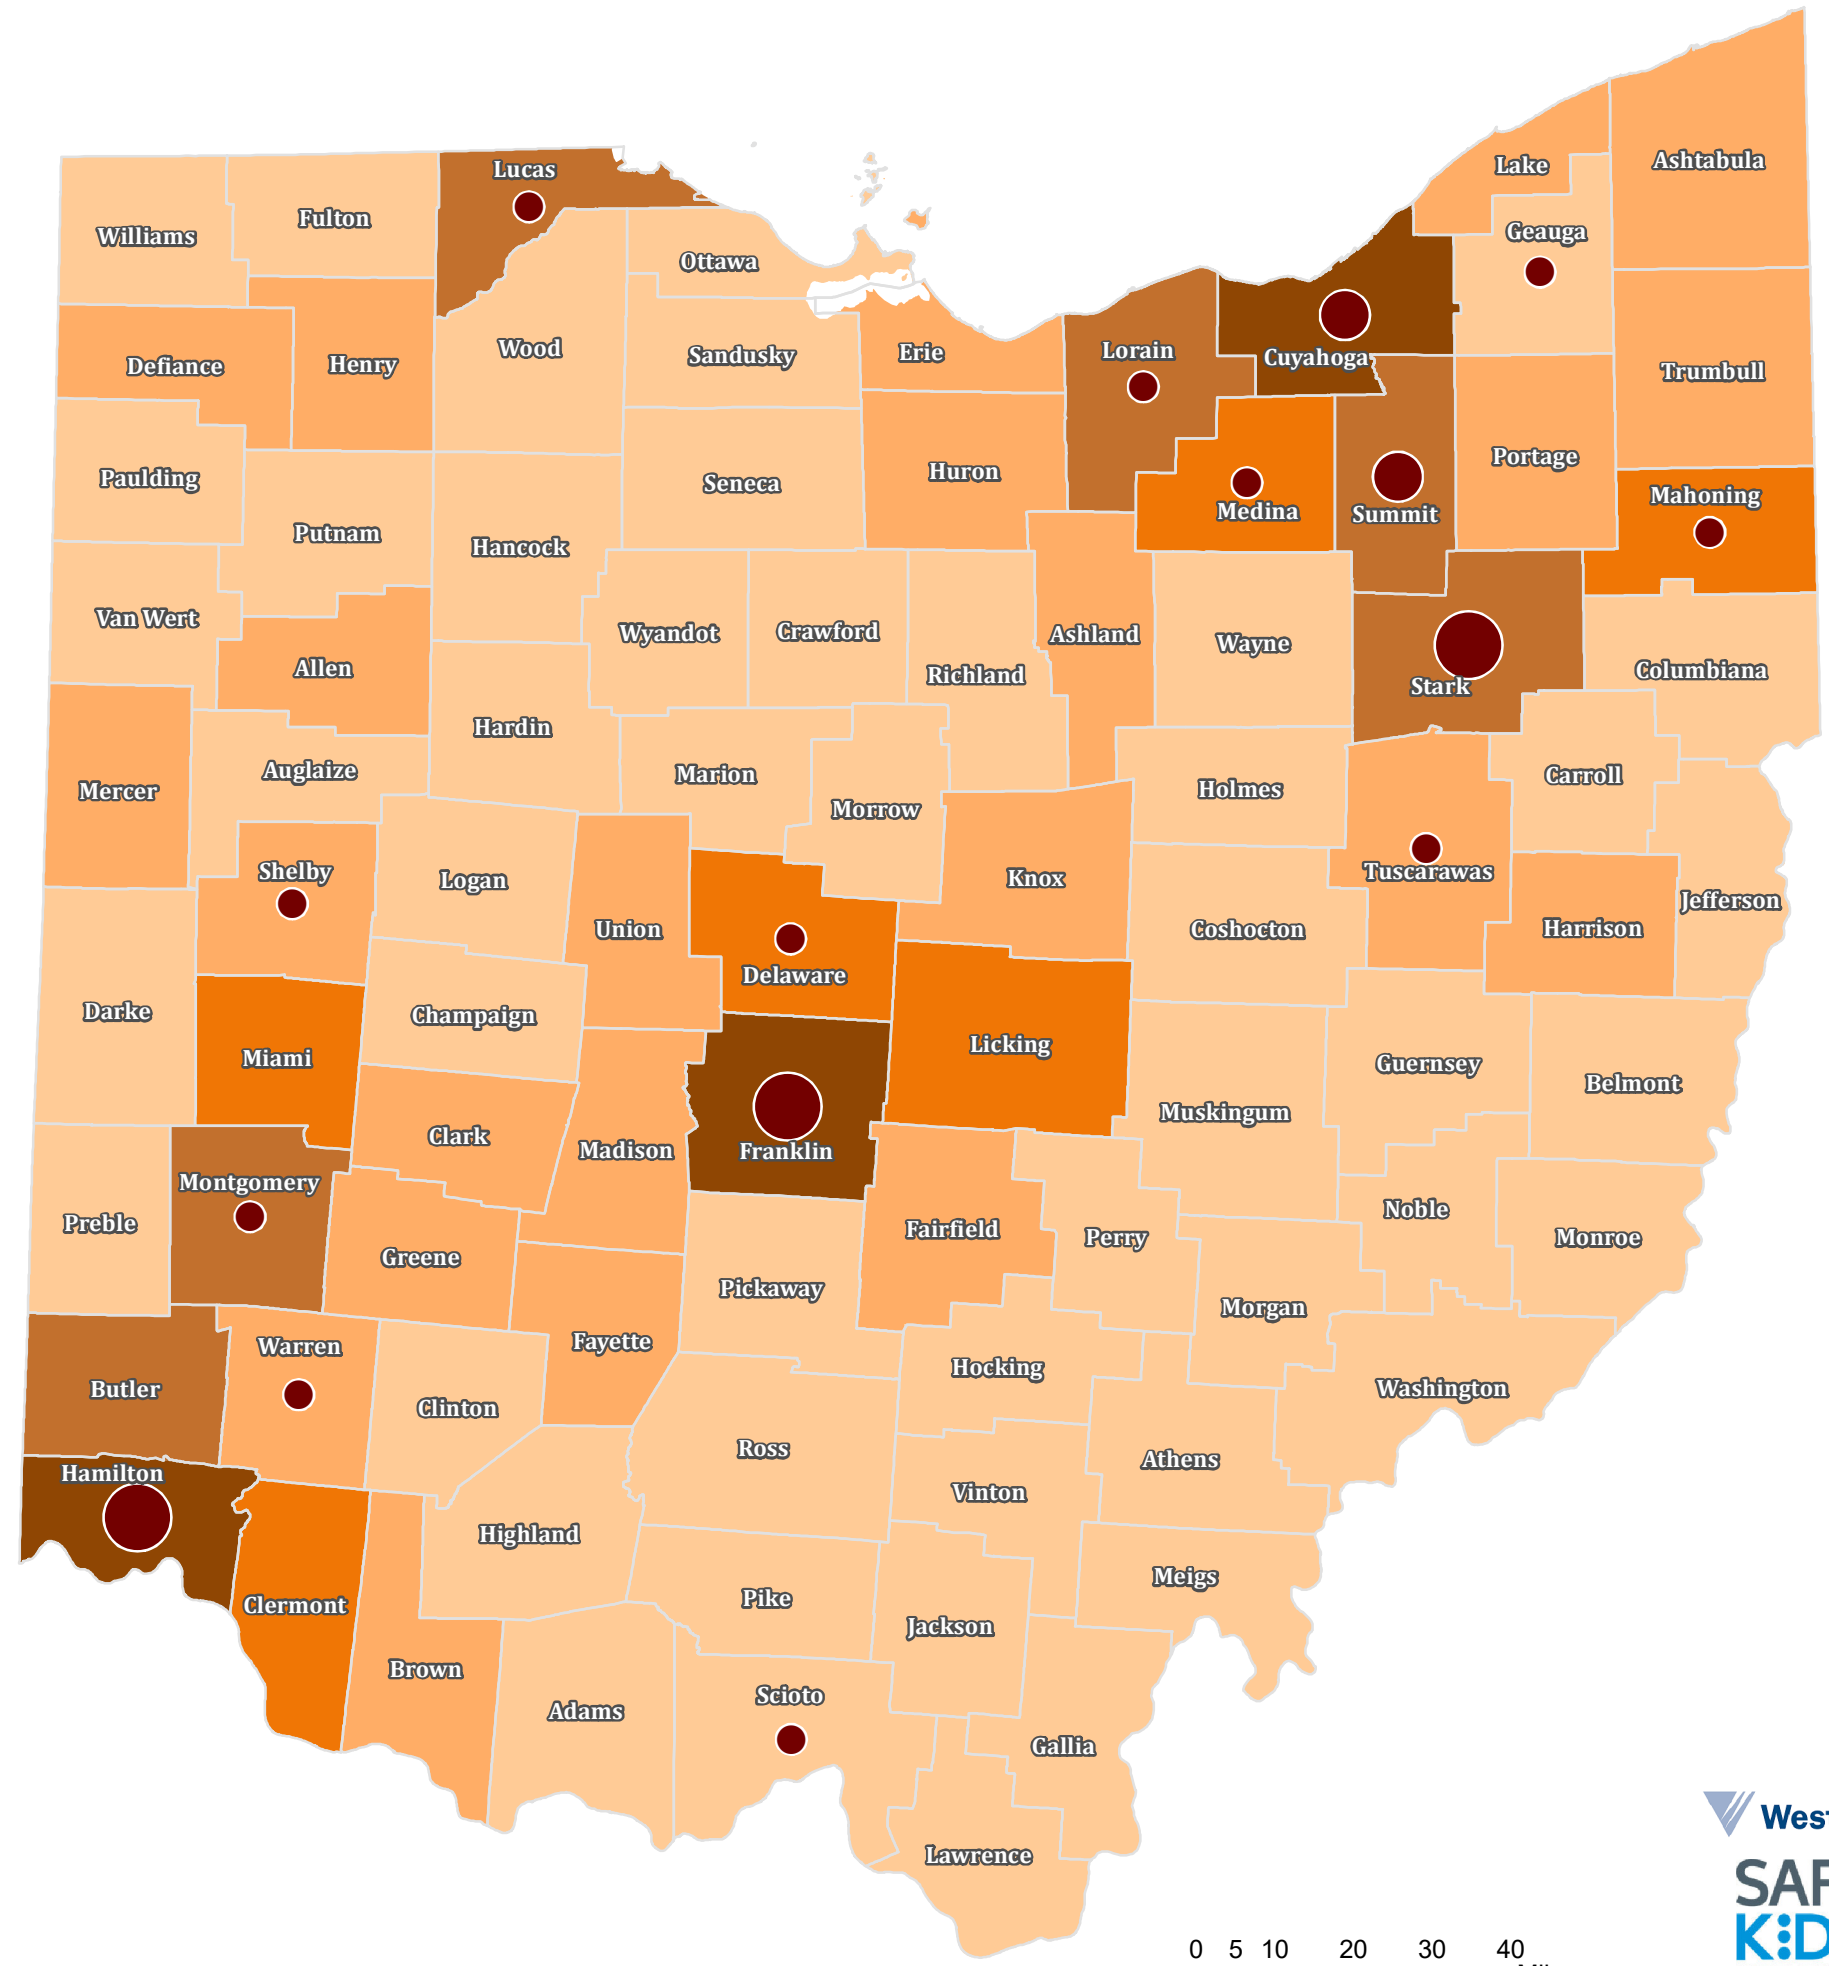 Lucas
Ashtabula
Lake
Fulton
Williams
Geauga
Ottawa
Wood
Sandusky
Erie
Lorain
Cuyahoga
Defiance
Henry
Trumbull
Portage
Paulding
Seneca
Huron
Mahoning
Medina
Summit
Putnam
Hancock
Van Wert
Wyandot
Crawford
Ashland
Wayne
Allen
Richland
Columbiana
Stark
Hardin
Auglaize
Marion
Carroll
Mercer
Holmes
Morrow
Shelby
Logan
Knox
Tuscarawas
Jefferson
Union
Coshocton
Harrison
Delaware
Darke
Champaign
Licking
Miami
Guernsey
Belmont
Muskingum
Clark
Madison
Franklin
Montgomery
Preble
Noble
Fairfield
Perry
Monroe
Greene
Pickaway
Morgan
Warren
Fayette
Hocking
Butler
Washington
Clinton
Ross
Athens
Hamilton
Vinton
Highland
Meigs
Pike
Clermont
Jackson
Brown
Scioto
Adams
Gallia
Lawrence
Wes
SAF
KiD
0 5 10 20 30 40